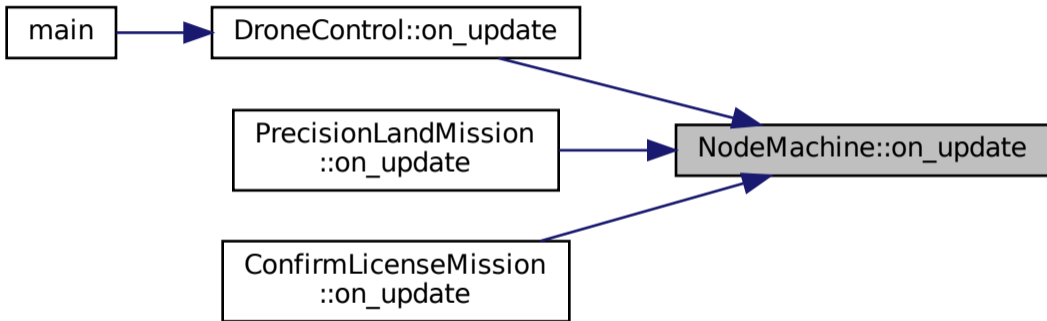 main
DroneControl::on_update
PrecisionLandMission
::on_update
NodeMachine::on_update
ConfirmLicenseMission
::on_update